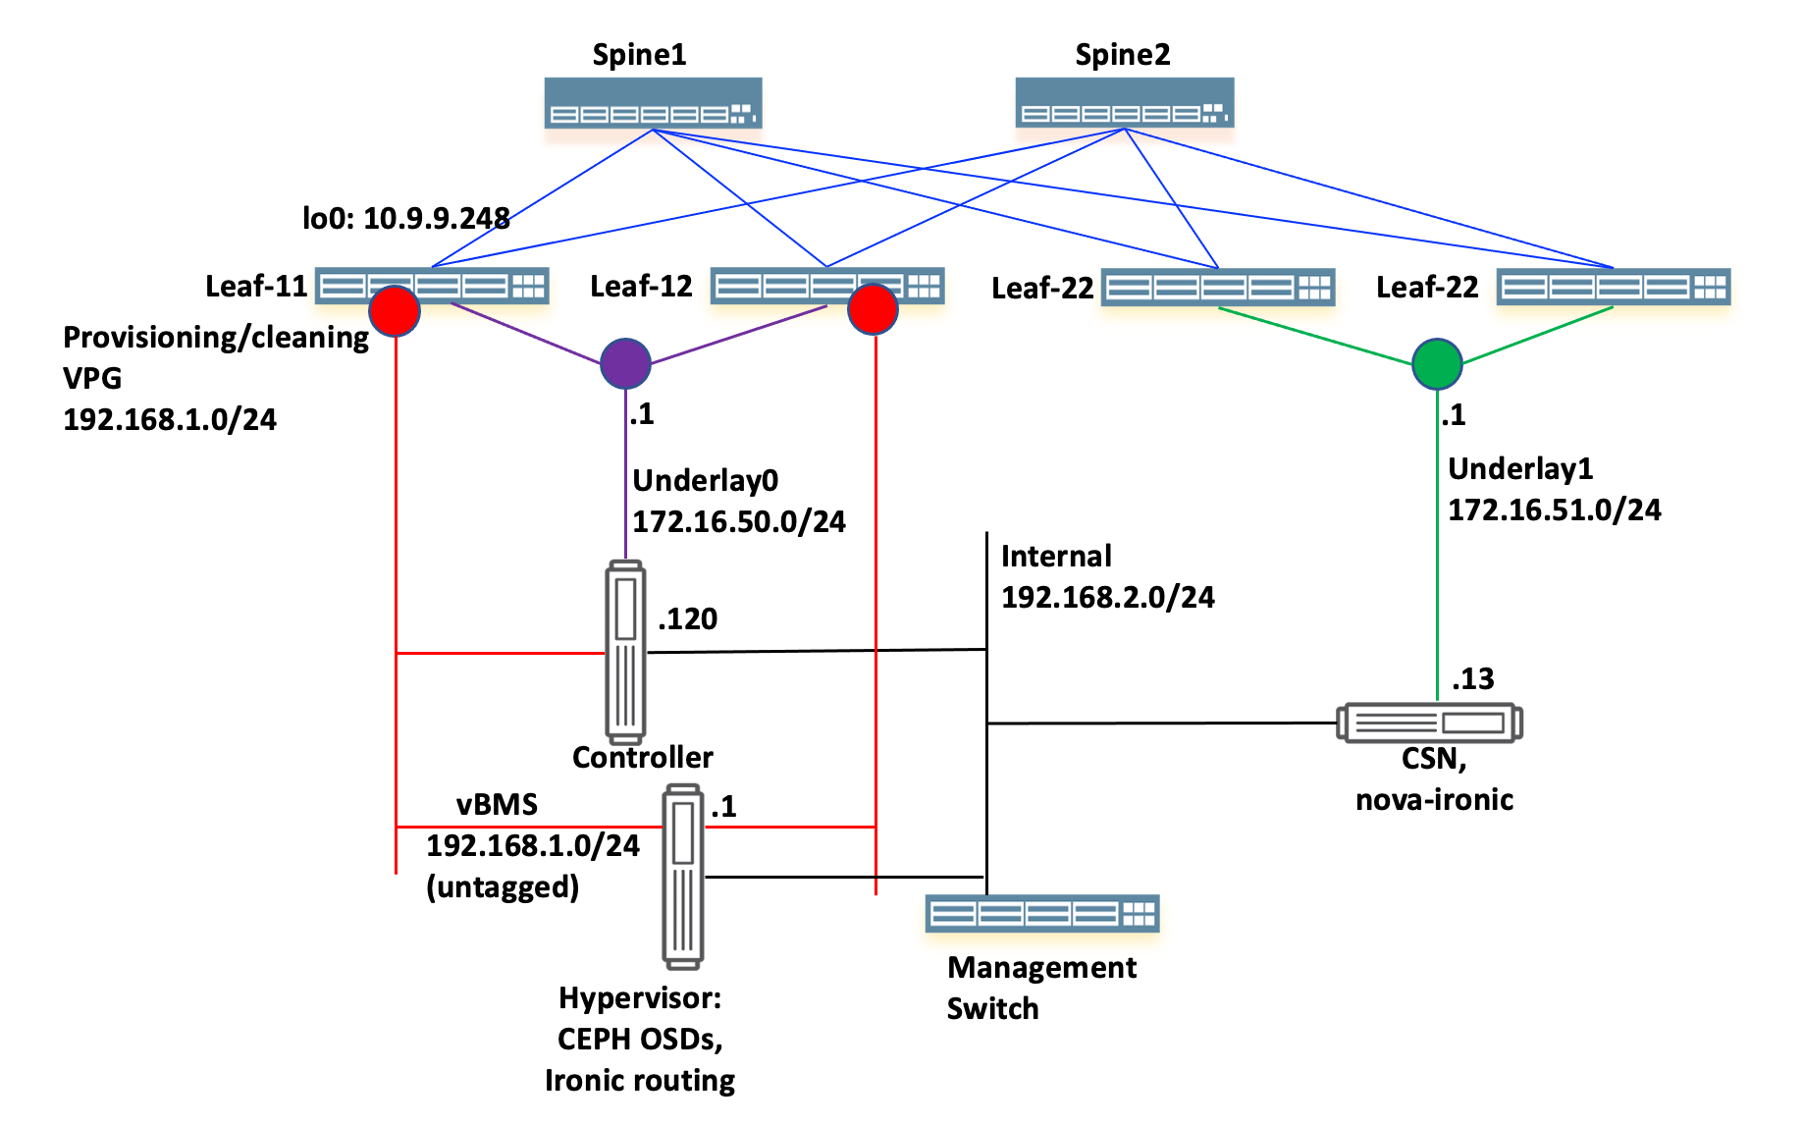 Spine1
Spine2
lo0: 10.9.9.248
Leaf-11
Leaf-12
Leaf-22
Leaf-22
Provisioning/cleaning
VPG
192.168.1.0/24
.1
.1
Underlay0
172.16.50.0/24
Underlay1
172.16.51.0/24
Internal
192.168.2.0/24
.120
.13
Controller
CSN,
nova-ironic
vBMS
192.168.1.0/24
(untagged)
.1
Management
Switch
Hypervisor:
CEPH OSDs,
Ironic routing